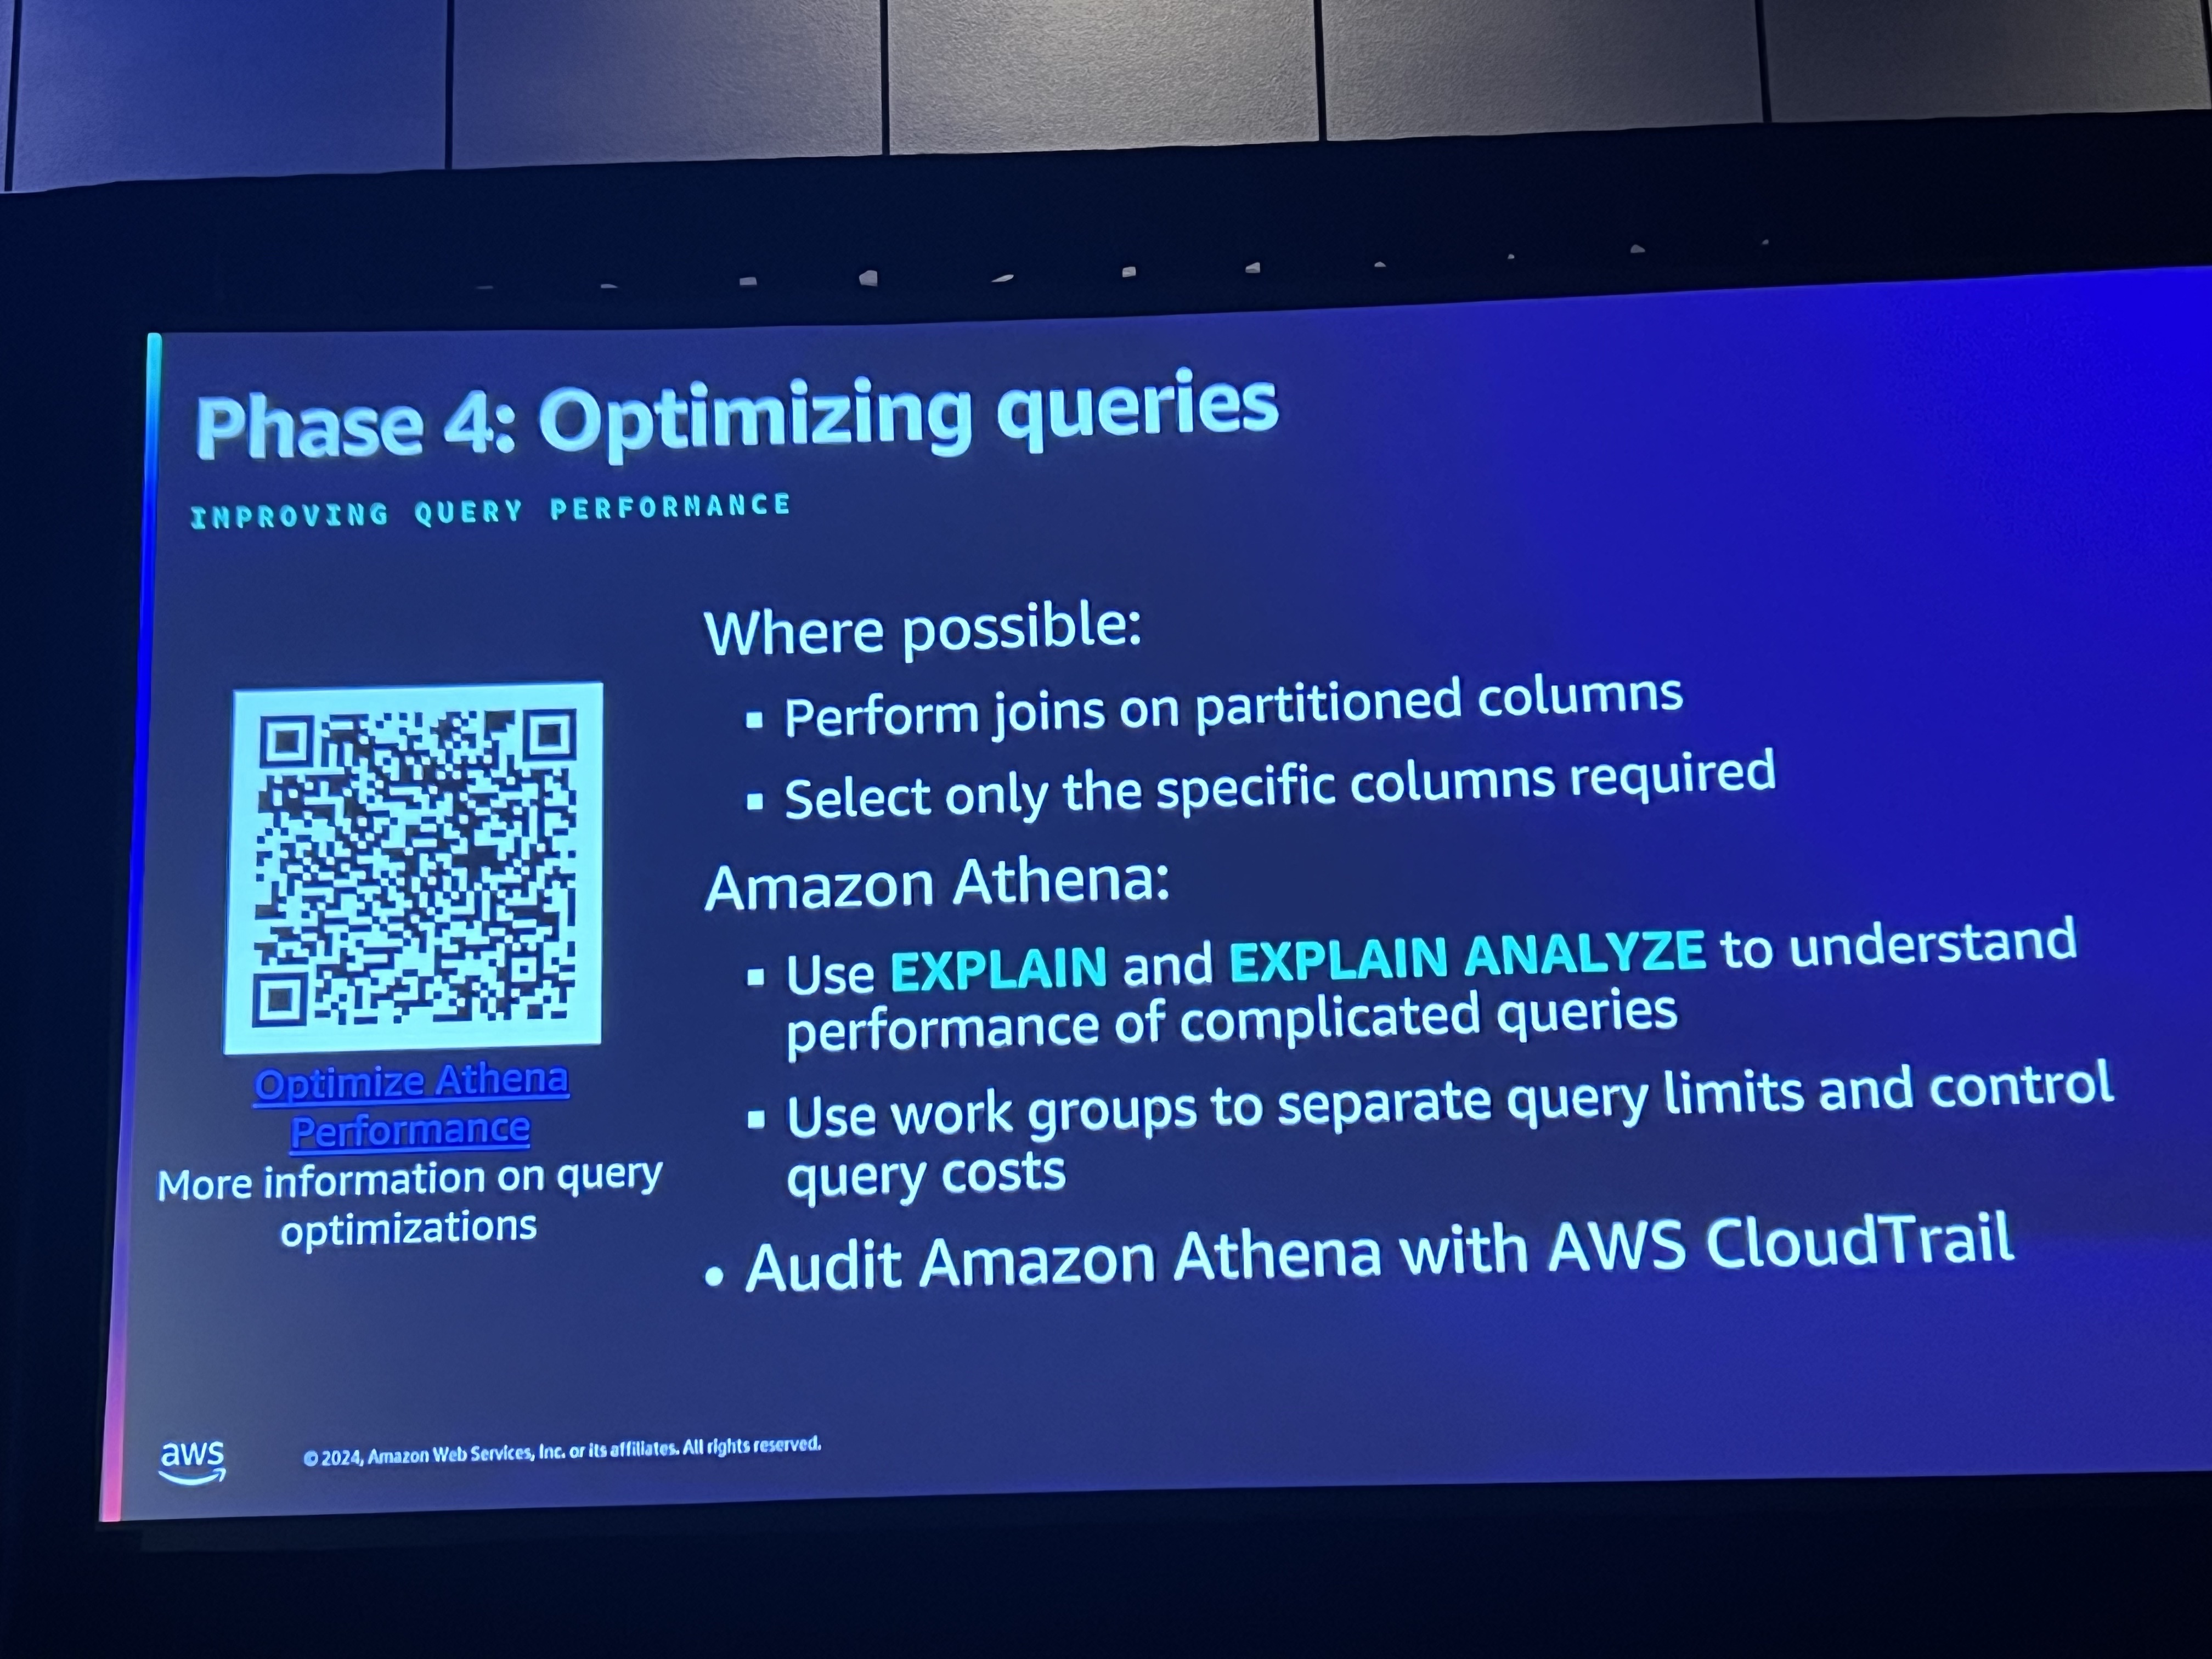 Phase 4: Optimizing queries
INPROVING QUERY PERFORMANCE
Where possible:
▪ Perform joins on partitioned columns
▪ Select only the specific columns required
Amazon Athena:
▪ Use EXPLAIN and EXPLAIN ANALYZE to understand
performance of complicated queries
▪ Use work groups to separate query limits and control
query costs
• Audit Amazon Athena with AWS CloudTrail
Optimize Athena
Performance
More information on query
optimizations
aws
© 2024, Amazon Web Services, Inc. or its affiliates. All rights reserved.